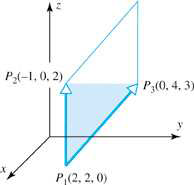 z
P₂(−1, 0, 2)
P₃(0, 4, 3)
y
x
P₁(2, 2, 0)